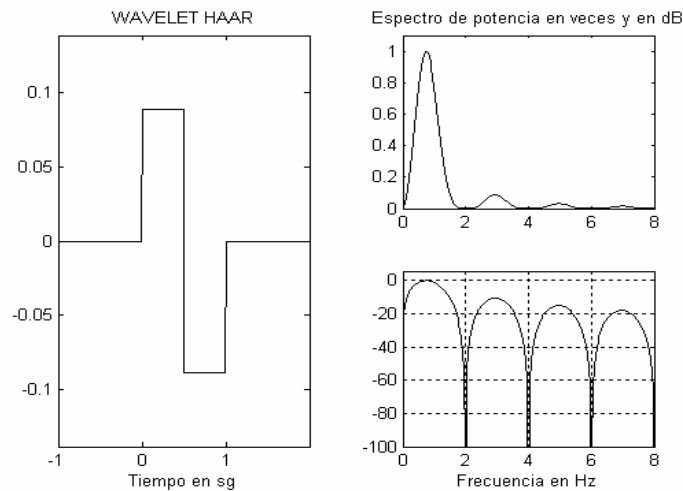 WAVELET HAAR
0.1
0.05
0
-0.05
-0.1
-1 0 1
Tiempo en sg
Espectro de potencia en veces y en dB
1
0.8
0.6
0.4
0.2
0
0 2 4 6 8
0
-20
-40
-60
-80
-100
0 2 4 6 8
Frecuencia en Hz